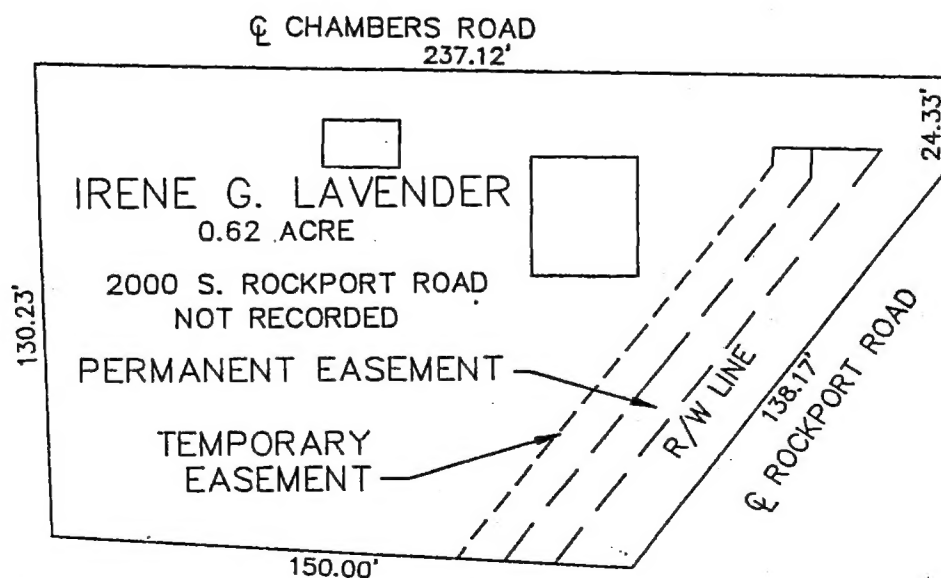 ℄ CHAMBERS ROAD
237.12'
24.33'
IRENE G. LAVENDER
0.62 ACRE
2000 S. ROCKPORT ROAD
NOT RECORDED
130.23'
PERMANENT EASEMENT
TEMPORARY
EASEMENT
R/W LINE
138.17'
℄ ROCKPORT ROAD
150.00'